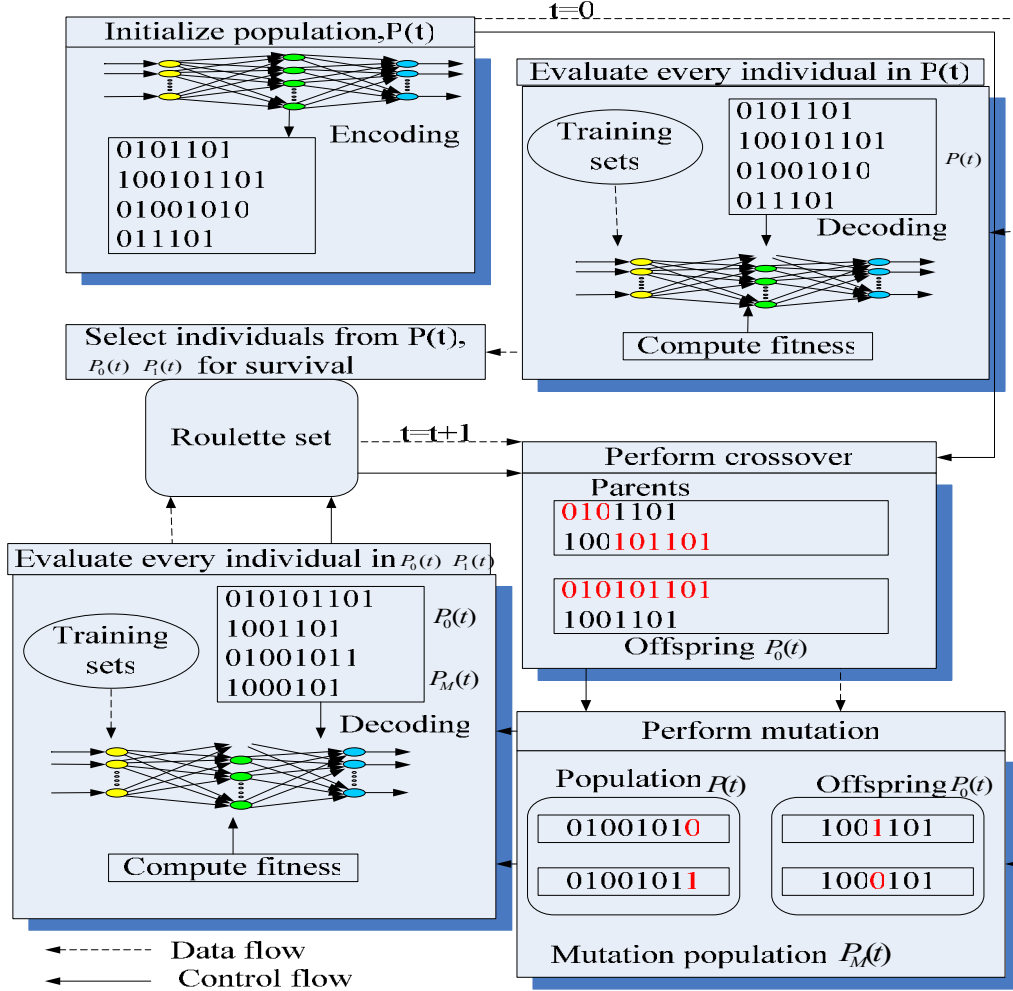 t=0
Initialize population,P(t)
Encoding
0101101
100101101
01001010
011101
Evaluate every individual in P(t)
Training
sets
0101101
100101101
01001010
011101
P(t)
Decoding
Compute fitness
Select individuals from P(t),
P0(t) P1(t) for survival
Roulette set
t=t+1
Perform crossover
Parents
0101101
100101101
010101101
1001101
Offspring P0(t)
Evaluate every individual in P0(t) P1(t)
Training
sets
010101101
1001101
01001011
1000101
P0(t)
PM(t)
Decoding
Compute fitness
Perform mutation
Population P(t)
01001010
01001011
Offspring P0(t)
1001101
1000101
Mutation population PM(t)
Data flow
Control flow